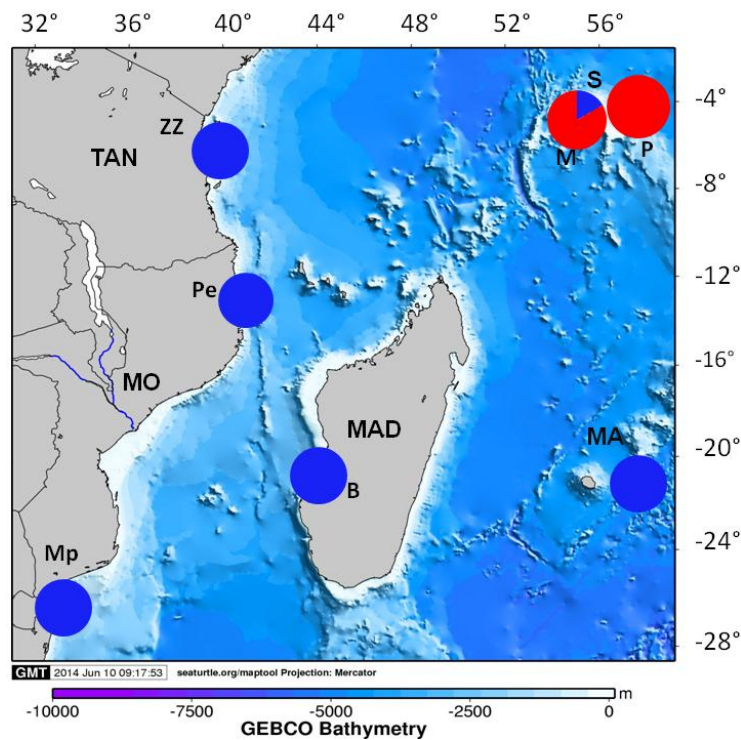 32° 36° 40° 44° 48° 52° 56°
S
-4°
ZZ
M
P
TAN
-8°
-12°
Pe
-16°
MO
MAD
MA
-20°
B
-24°
Mp
-28°
GMT 2014 Jun 10 09:17:53 seaturtle.org/maptool Projection: Mercator
m
-10000 -7500 -5000 -2500 0
GEBCO Bathymetry